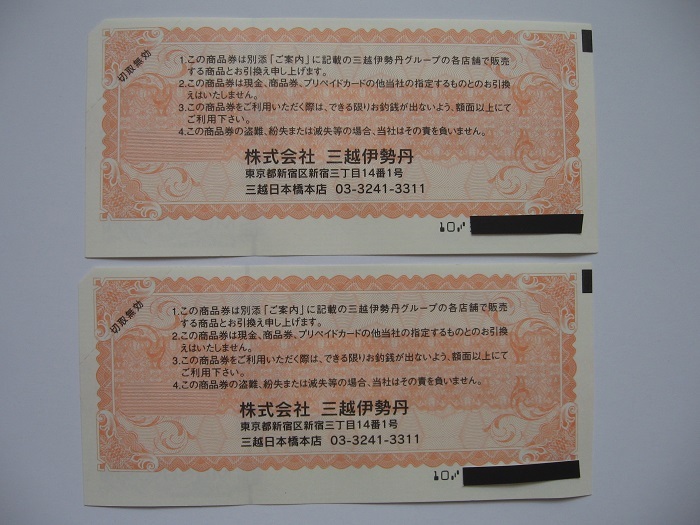 切取無効
1.この商品券は別添「ご案内」に記載の三越伊勢丹グループの各店舗で販売
する商品とお引換え申し上げます。
2.この商品券は現金、商品券、プリペイドカードの他当社の指定するものとのお引換
えはいたしません。
3.この商品券をご利用いただく際は、できる限りお釣銭が出ないよう、額面以上にて
ご利用下さい。
4.この商品券の盗難、紛失または滅失等の場合、当社はその責を負いません。
株式会社 三越伊勢丹
東京都新宿区新宿三丁目14番1号
三越日本橋本店 03-3241-3311
10
切取無効
1.この商品券は別添「ご案内」に記載の三越伊勢丹グループの各店舗で販売
する商品とお引換え申し上げます。
2.この商品券は現金、商品券、プリペイドカードの他当社の指定するものとのお引換
えはいたしません。
3.この商品券をご利用いただく際は、できる限りお釣銭が出ないよう、額面以上にて
ご利用下さい。
4.この商品券の盗難、紛失または滅失等の場合、当社はその責を負いません。
株式会社 三越伊勢丹
東京都新宿区新宿三丁目14番1号
三越日本橋本店 03-3241-3311
10